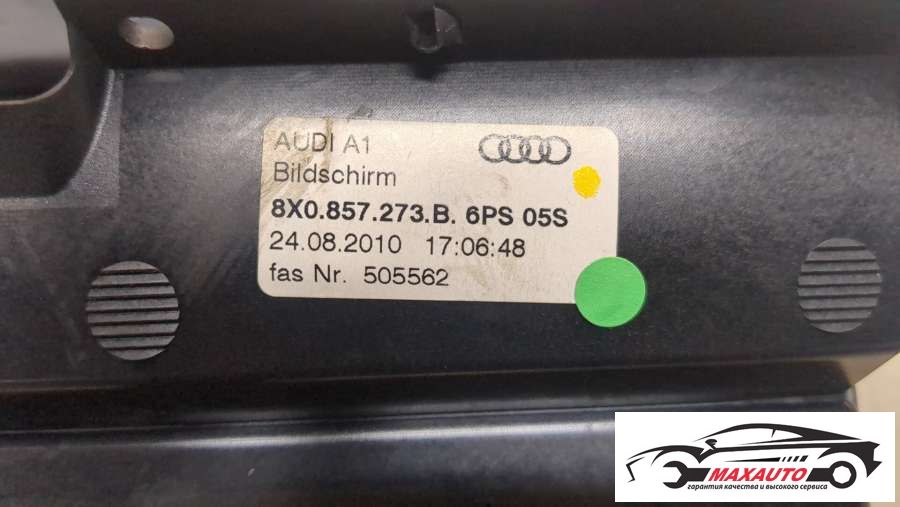 AUDI A1
Bildschirm
8X0.857.273.B. 6PS 05S
24.08.2010 17:06:48
fas Nr. 505562
MAXAUTO
гарантия качества и высокого сервиса